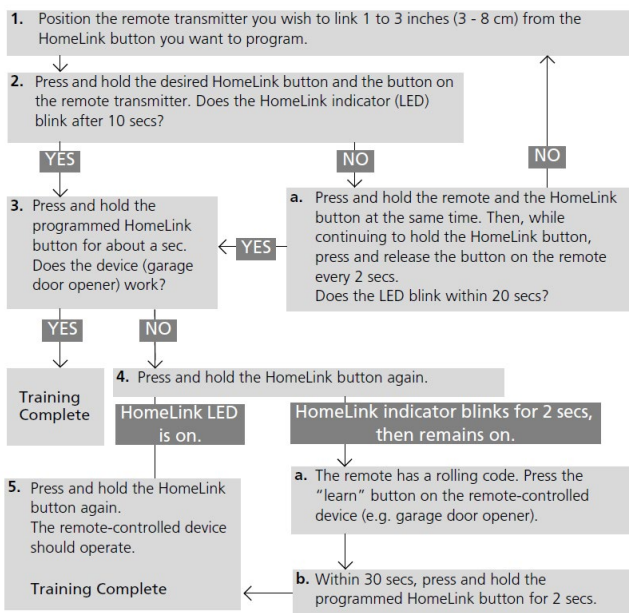 1. Position the remote transmitter you wish to link 1 to 3 inches (3 - 8 cm) from the
HomeLink button you want to program.
2. Press and hold the desired HomeLink button and the button on
the remote transmitter. Does the HomeLink indicator (LED)
blink after 10 secs?
YES
NO
NO
3. Press and hold the
programmed HomeLink
button for about a sec.
Does the device (garage
door opener) work?
YES
a. Press and hold the remote and the HomeLink
button at the same time. Then, while
continuing to hold the HomeLink button,
press and release the button on the remote
every 2 secs.
Does the LED blink within 20 secs?
YES
NO
Training
Complete
4. Press and hold the HomeLink button again.
HomeLink LED
is on.
HomeLink indicator blinks for 2 secs,
then remains on.
a. The remote has a rolling code. Press the
“learn” button on the remote-controlled
device (e.g. garage door opener).
5. Press and hold the HomeLink
button again.
The remote-controlled device
should operate.
Training Complete
b. Within 30 secs, press and hold the
programmed HomeLink button for 2 secs.